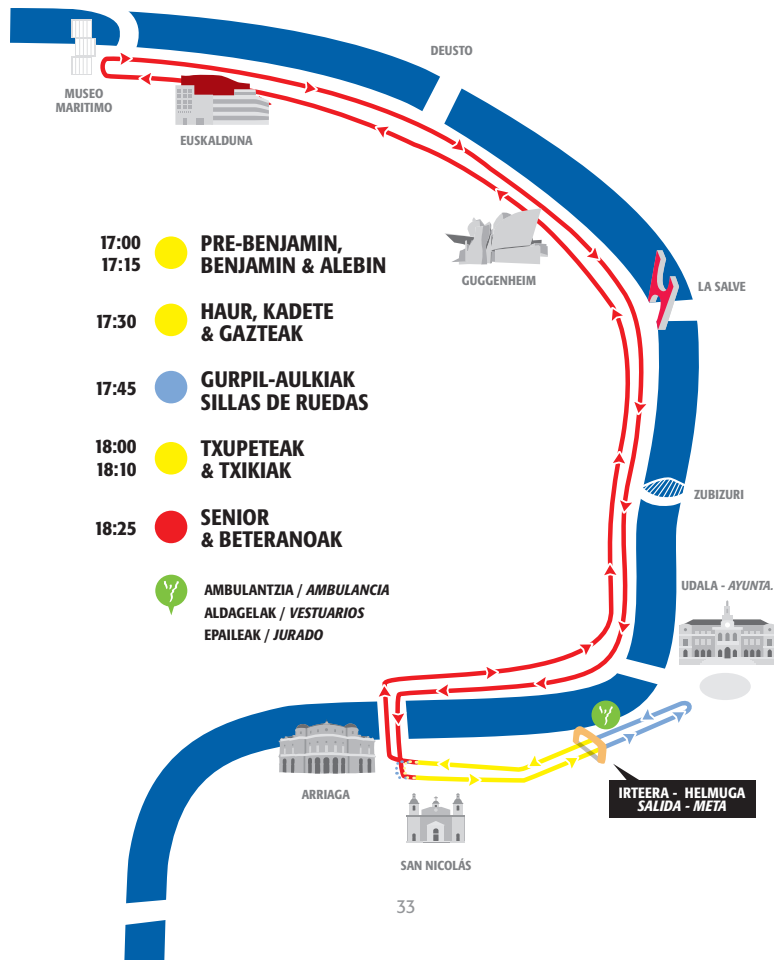 DEUSTO
MUSEO
MARITIMO
EUSKALDUNA
GUGGENHEIM
LA SALVE
17:00
17:15
PRE-BENJAMIN,
BENJAMIN & ALEBIN
17:30
HAUR, KADETE
& GAZTEAK
17:45
GURPIL-AULKIAK
SILLAS DE RUEDAS
18:00
18:10
TXUPETEAK
& TXIKIAK
18:25
SENIOR
& BETERANOAK
AMBULANTZIA / AMBULANCIA
ALDAGELAK / VESTUARIOS
EPAILEAK / JURADO
ZUBIZURI
UDALA - AYUNTA.
ARRIAGA
IRTEERA - HELMUGA
SALIDA - META
SAN NICOLÁS
33